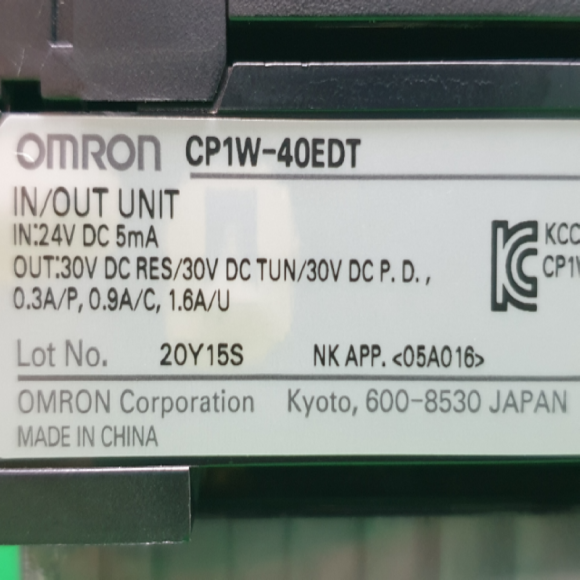 OMRON CP1W-40EDT
IN/OUT UNIT
IN:24V DC 5mA
OUT:30V DC RES/30V DC TUN/30V DC P. D. ,
0.3A/P, 0.9A/C, 1.6A/U
KCC
CP1W
Lot No. 20Y15S NK APP. <05A016>
OMRON Corporation Kyoto, 600-8530 JAPAN
MADE IN CHINA